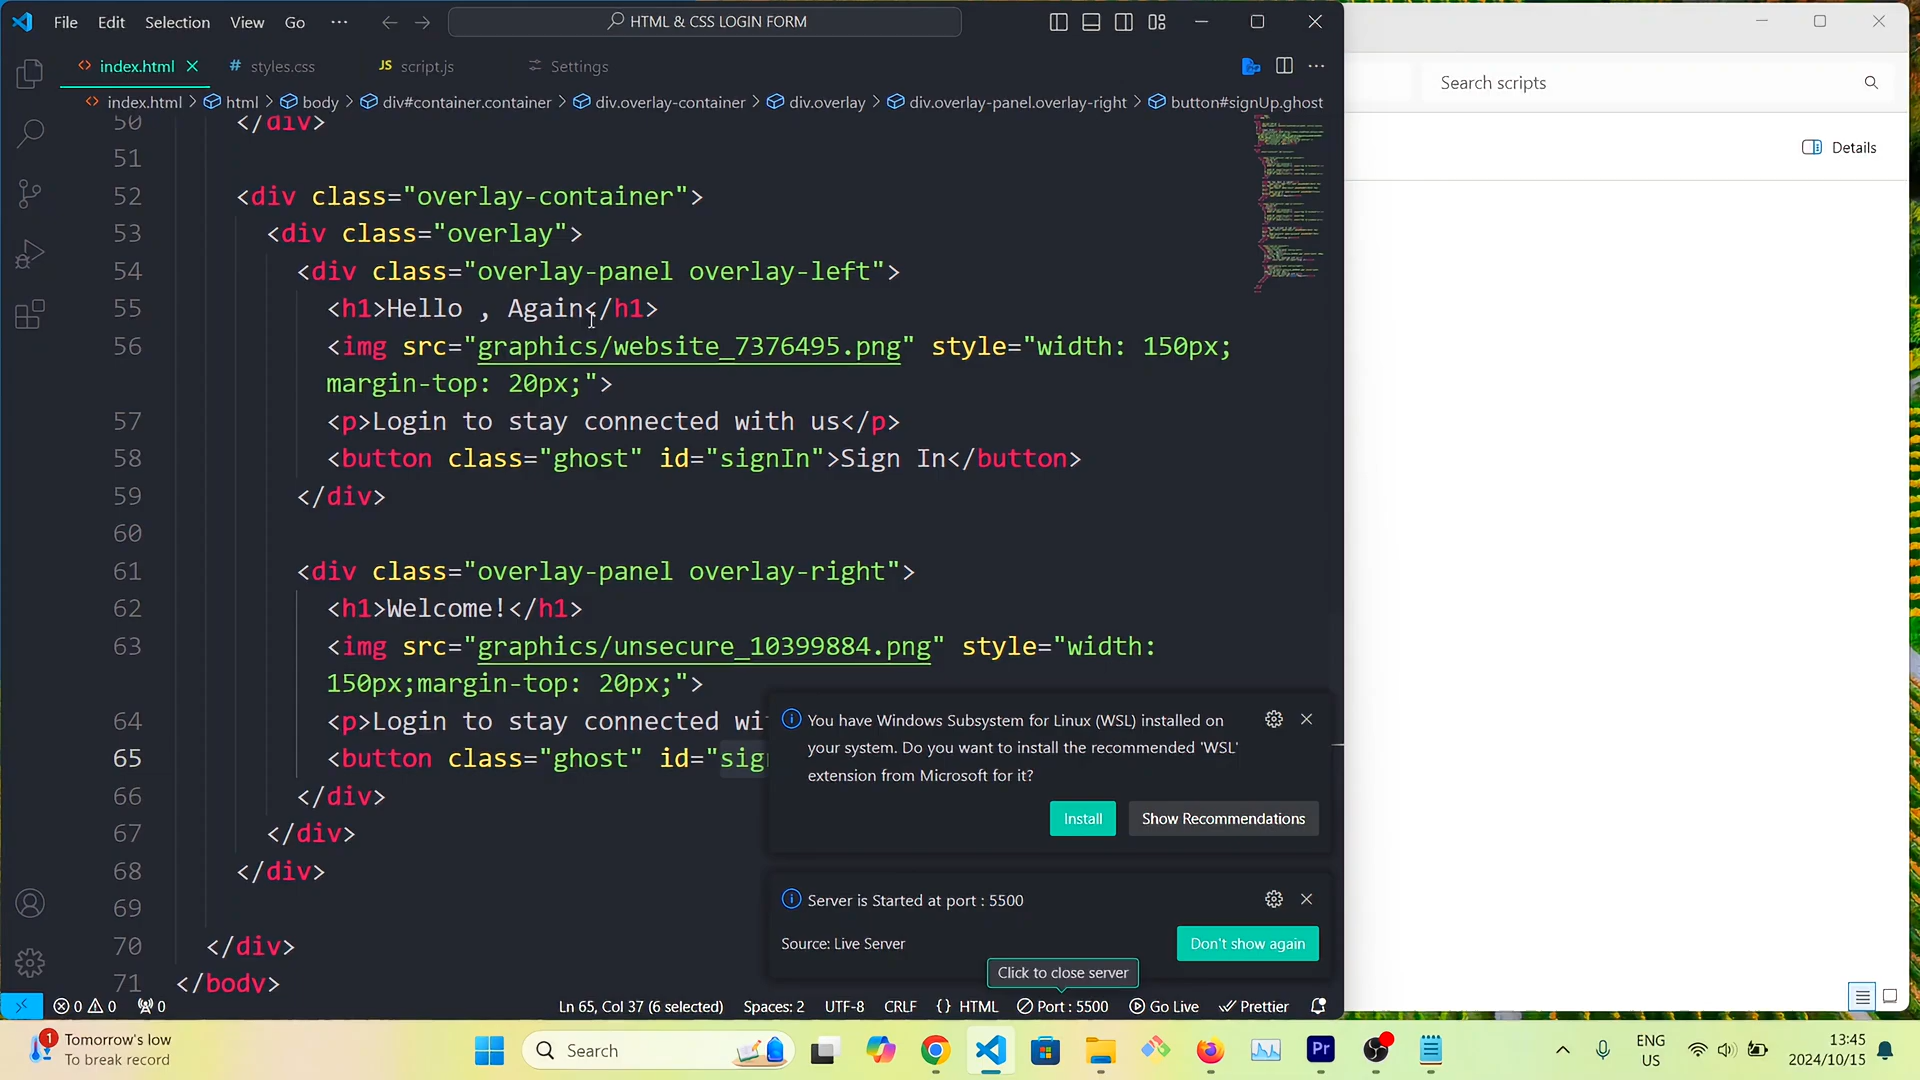 File Edit Selection View Go ···
HTML & CSS LOGIN FORM
index.html
styles.css
JS script.js
Settings
index.html > html > body > div#container.container > div.overlay-container > div.overlay > div.overlay-panel.overlay-right > button#signUp.ghost
50 </div>
51
52 <div class="overlay-container">
53 <div class="overlay">
54 <div class="overlay-panel overlay-left">
55 <h1>Hello , Again</h1>
56 <img src="graphics/website_7376495.png" style="width: 150px;
margin-top: 20px;">
57 <p>Login to stay connected with us</p>
58 <button class="ghost" id="signIn">Sign In</button>
59 </div>
60
61 <div class="overlay-panel overlay-right">
62 <h1>Welcome!</h1>
63 <img src="graphics/unsecure_10399884.png" style="width:
150px;margin-top: 20px;">
64 <p>Login to stay connected wi
65 <button class="ghost" id="sig
66 </div>
67 </div>
68 </div>
69
70 </div>
71 </body>
You have Windows Subsystem for Linux (WSL) installed on
your system. Do you want to install the recommended 'WSL'
extension from Microsoft for it?
Install
Show Recommendations
Server is Started at port : 5500
Source: Live Server
Don't show again
Click to close server
0 0 0 Ln 65, Col 37 (6 selected) Spaces: 2 UTF-8 CRLF {} HTML Port : 5500 Go Live Prettier
Search scripts
Details
1
Tomorrow's low
To break record
Search
Pr
ENG
US
13:45
2024/10/15